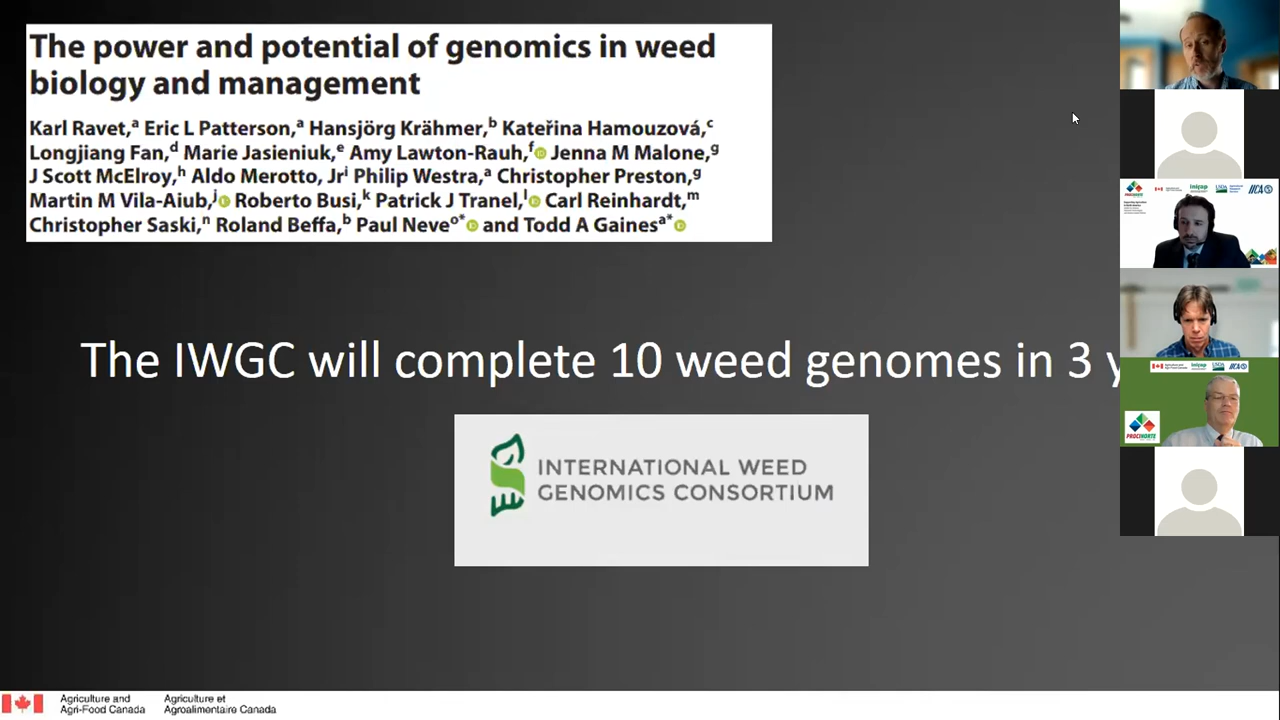 The power and potential of genomics in weed
biology and management
Karl Ravet,ᵃ Eric L Patterson,ᵃ Hansjörg Krähmer,ᵇ Kateřina Hamouzová,ᶜ
Longjiang Fan,ᵈ Marie Jasieniuk,ᵉ Amy Lawton-Rauh,ᶠ Jenna M Malone,ᵍ
J Scott McElroy,ʰ Aldo Merotto, Jrⁱ Philip Westra,ᵃ Christopher Preston,ᵍ
Martin M Vila-Aiub,ʲ Roberto Busi,ᵏ Patrick J Tranel,ˡ Carl Reinhardt,ᵐ
Christopher Saski,ⁿ Roland Beffa,ᵇ Paul Neveᵒ* and Todd A Gainesᵃ*
The IWGC will complete 10 weed genomes in 3 y
INTERNATIONAL WEED
GENOMICS CONSORTIUM
PROCINORTE
Agriculture and
Agri-Food Canada
Agriculture et
Agroalimentaire Canada